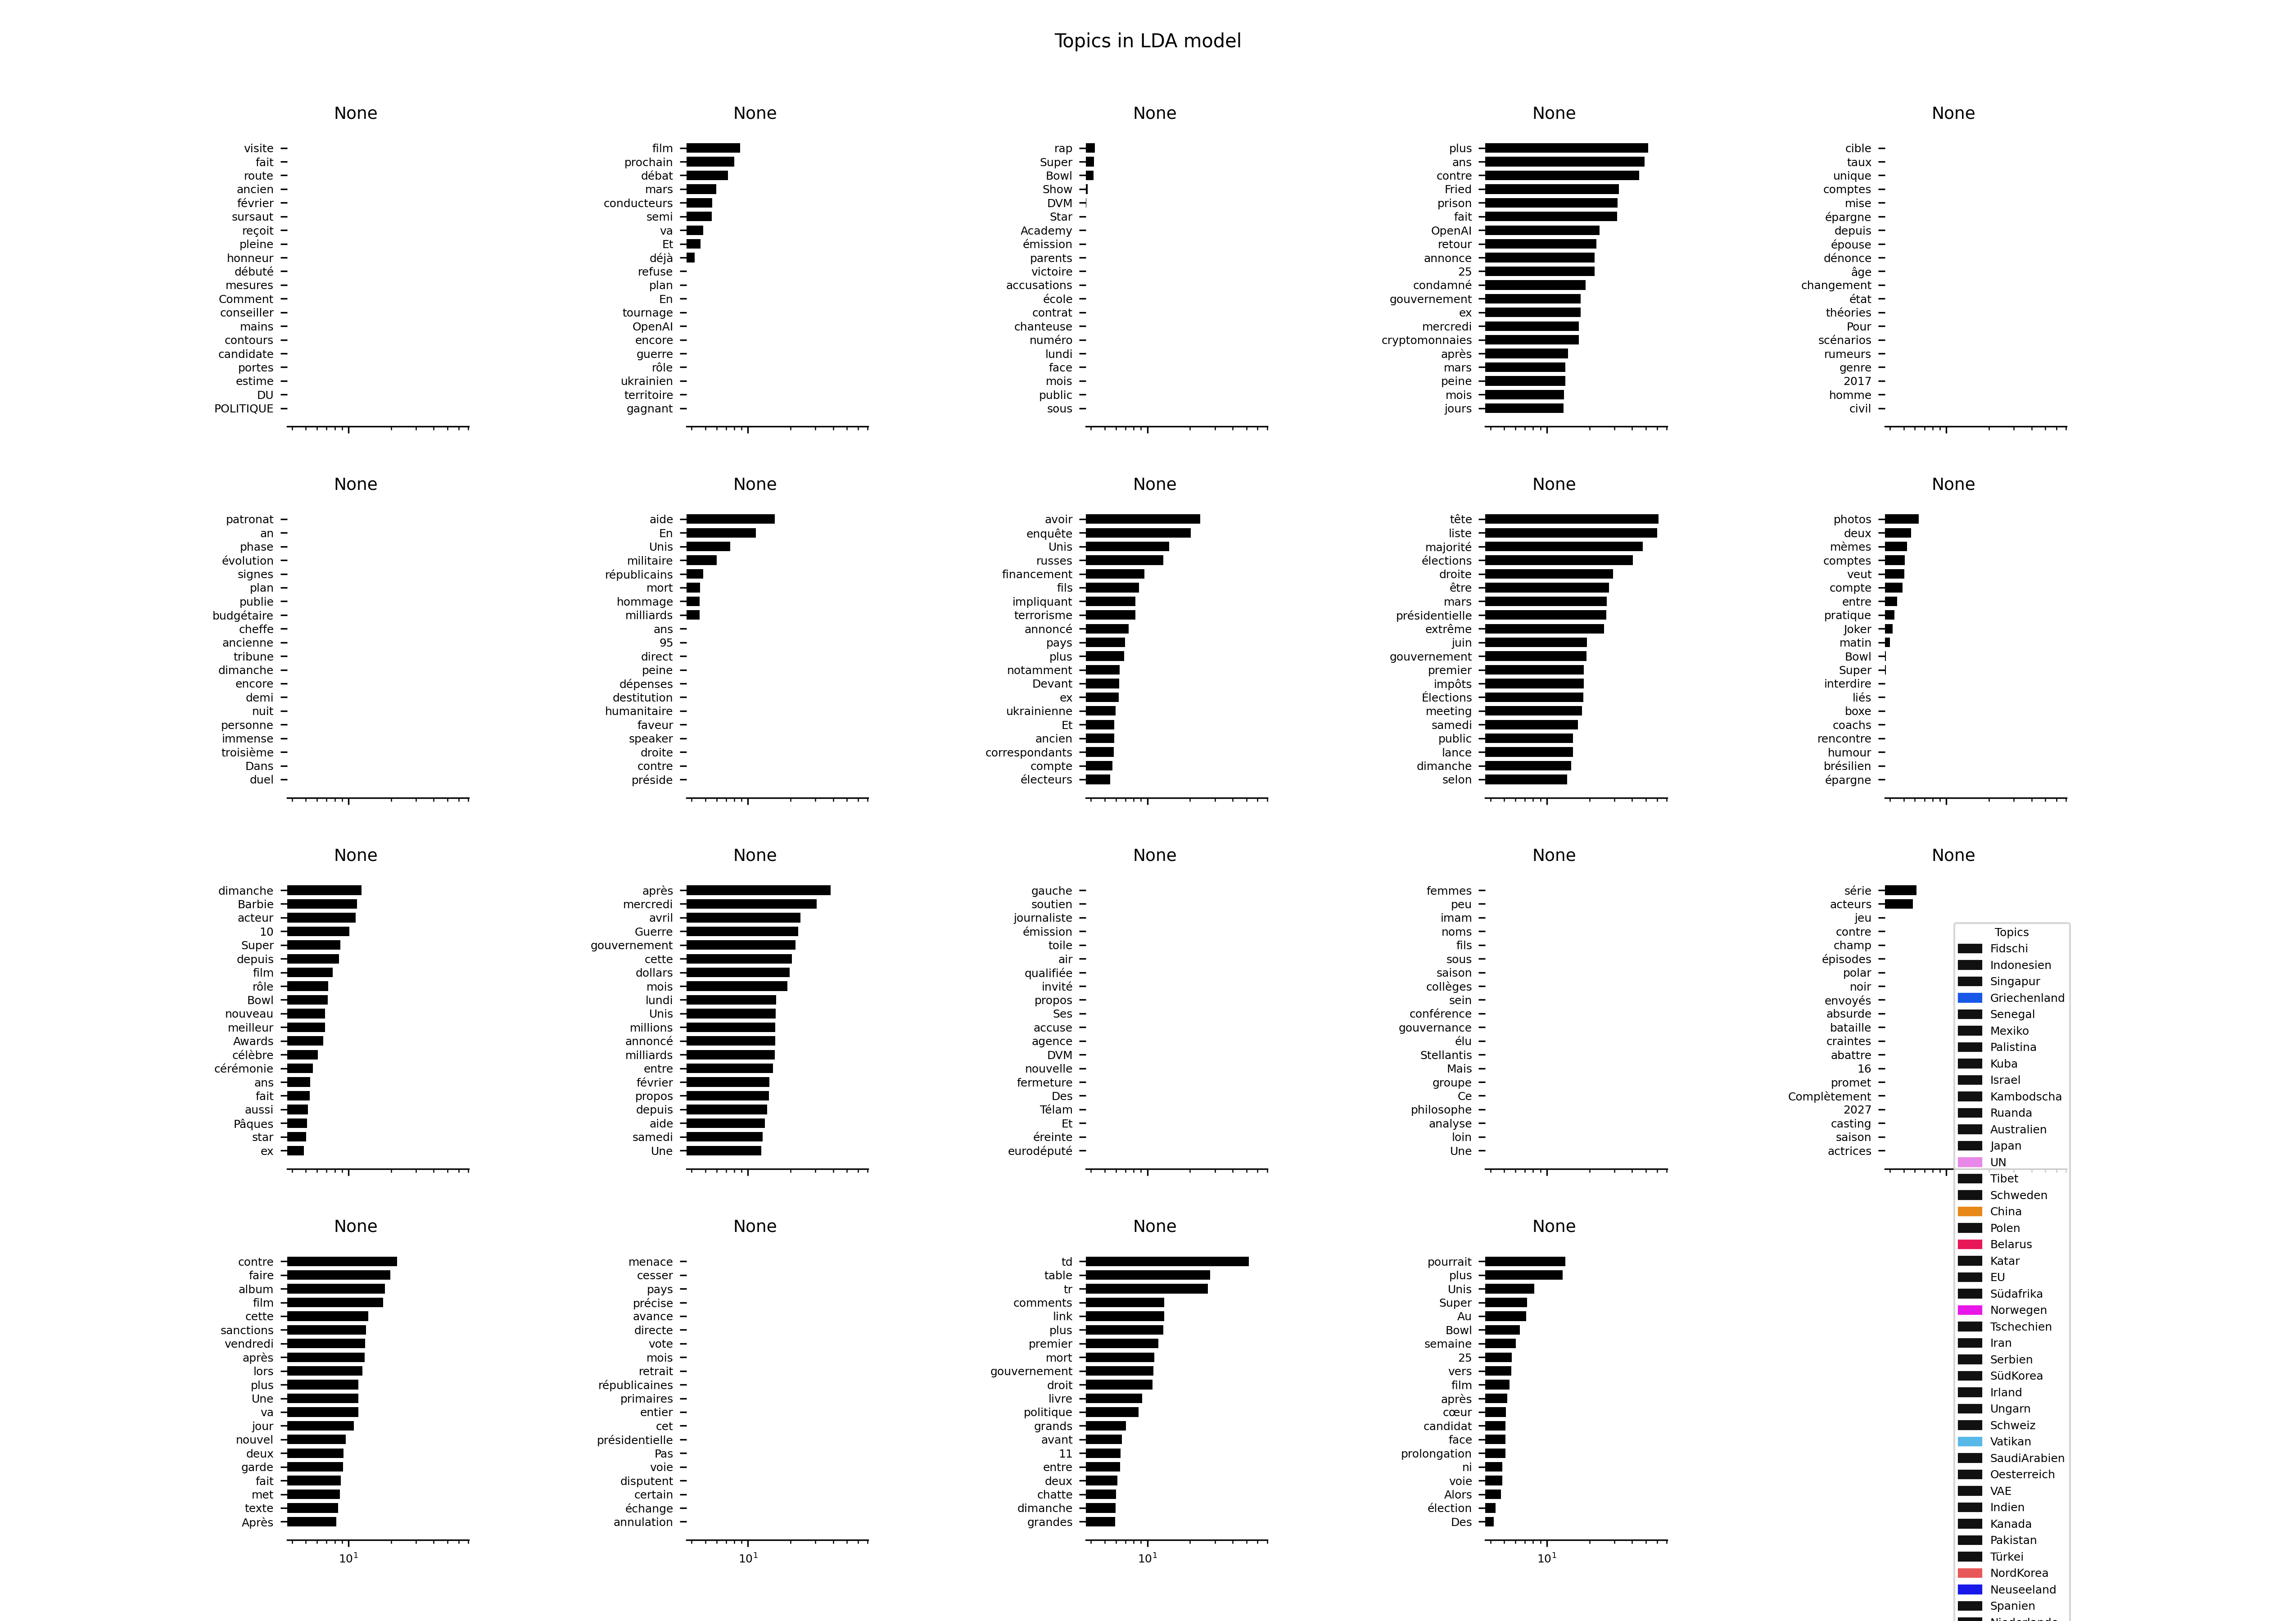 Topics in LDA model
None
visite
fait
route
ancien
février
sursaut
reçoit
pleine
honneur
débuté
mesures
Comment
conseiller
mains
contours
candidate
portes
estime
DU
POLITIQUE
None
film
prochain
débat
mars
conducteurs
semi
va
Et
déjà
refuse
plan
En
tournage
OpenAI
encore
guerre
rôle
ukrainien
territoire
gagnant
None
rap
Super
Bowl
Show
DVM
Star
Academy
émission
parents
victoire
accusations
école
contrat
chanteuse
numéro
lundi
face
mois
public
sous
None
plus
ans
contre
Fried
prison
fait
OpenAI
retour
annonce
25
condamné
gouvernement
ex
mercredi
cryptomonnaies
après
mars
peine
mois
jours
None
cible
taux
unique
comptes
mise
épargne
depuis
épouse
dénonce
âge
changement
état
théories
Pour
scénarios
rumeurs
genre
2017
homme
civil
None
patronat
an
phase
évolution
signes
plan
publie
budgétaire
cheffe
ancienne
tribune
dimanche
encore
demi
nuit
personne
immense
troisième
Dans
duel
None
aide
En
Unis
militaire
républicains
mort
hommage
milliards
ans
95
direct
peine
dépenses
destitution
humanitaire
faveur
speaker
droite
contre
préside
None
avoir
enquête
Unis
russes
financement
fils
impliquant
terrorisme
annoncé
pays
plus
notamment
Devant
ex
ukrainienne
Et
ancien
correspondants
compte
électeurs
None
tête
liste
majorité
élections
droite
être
mars
présidentielle
extrême
juin
gouvernement
premier
impôts
Élections
meeting
samedi
public
lance
dimanche
selon
None
photos
deux
mèmes
comptes
veut
compte
entre
pratique
Joker
matin
Bowl
Super
interdire
liés
boxe
coachs
rencontre
humour
brésilien
épargne
None
dimanche
Barbie
acteur
10
Super
depuis
film
rôle
Bowl
nouveau
meilleur
Awards
célèbre
cérémonie
ans
fait
aussi
Pâques
star
ex
None
après
mercredi
avril
Guerre
gouvernement
cette
dollars
mois
lundi
Unis
millions
annoncé
milliards
entre
février
propos
depuis
aide
samedi
Une
None
gauche
soutien
journaliste
émission
toile
air
qualifiée
invité
propos
Ses
accuse
agence
DVM
nouvelle
fermeture
Des
Télam
Et
éreinte
eurodéputé
None
femmes
peu
imam
noms
fils
sous
saison
collèges
sein
conférence
gouvernance
élu
Stellantis
Mais
groupe
Ce
philosophe
analyse
loin
Une
None
série
acteurs
jeu
contre
champ
épisodes
polar
noir
envoyés
absurde
bataille
craintes
abattre
16
promet
Complètement
2027
casting
saison
actrices
None
contre
faire
album
film
cette
sanctions
vendredi
après
lors
plus
Une
va
jour
nouvel
deux
garde
fait
met
texte
Après
10¹
None
menace
cesser
pays
précise
avance
directe
vote
mois
retrait
républicaines
primaires
entier
cet
présidentielle
Pas
voie
disputent
certain
échange
annulation
10¹
None
td
table
tr
comments
link
plus
premier
mort
gouvernement
droit
livre
politique
grands
avant
11
entre
deux
chatte
dimanche
grandes
10¹
None
pourrait
plus
Unis
Super
Au
Bowl
semaine
25
vers
film
après
cœur
candidat
face
prolongation
ni
voie
Alors
élection
Des
10¹
Topics
Fidschi
Indonesien
Singapur
Griechenland
Senegal
Mexiko
Palistina
Kuba
Israel
Kambodscha
Ruanda
Australien
Japan
UN
Tibet
Schweden
China
Polen
Belarus
Katar
EU
Südafrika
Norwegen
Tschechien
Iran
Serbien
SüdKorea
Irland
Ungarn
Schweiz
Vatikan
SaudiArabien
Oesterreich
VAE
Indien
Kanada
Pakistan
Türkei
NordKorea
Neuseeland
Spanien